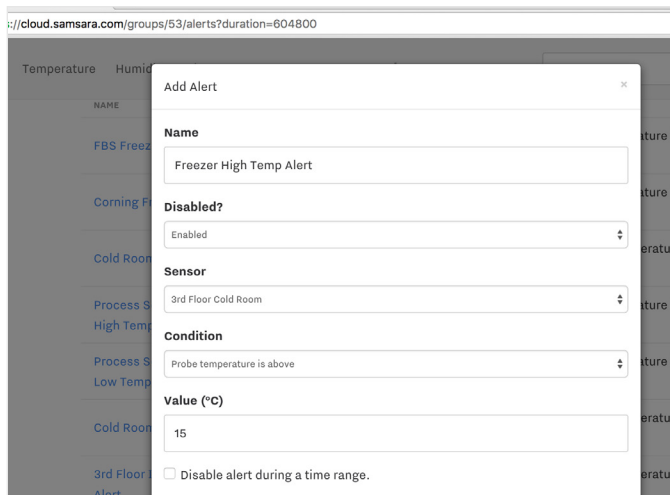 s://cloud.samsara.com/groups/53/alerts?duration=604800
Temperature Humid
Add Alert ×
NAME
Name
FBS Freez
Freezer High Temp Alert
ature
Corning Fr
Disabled?
ature
Enabled
Cold Room
Sensor
eratu
3rd Floor Cold Room
Process S
High Temp
ature
Condition
Process S
Low Temp
Probe temperature is above
ature
Value (°C)
Cold Room
15
eratu
3rd Floor
Alert
Disable alert during a time range.
eratu